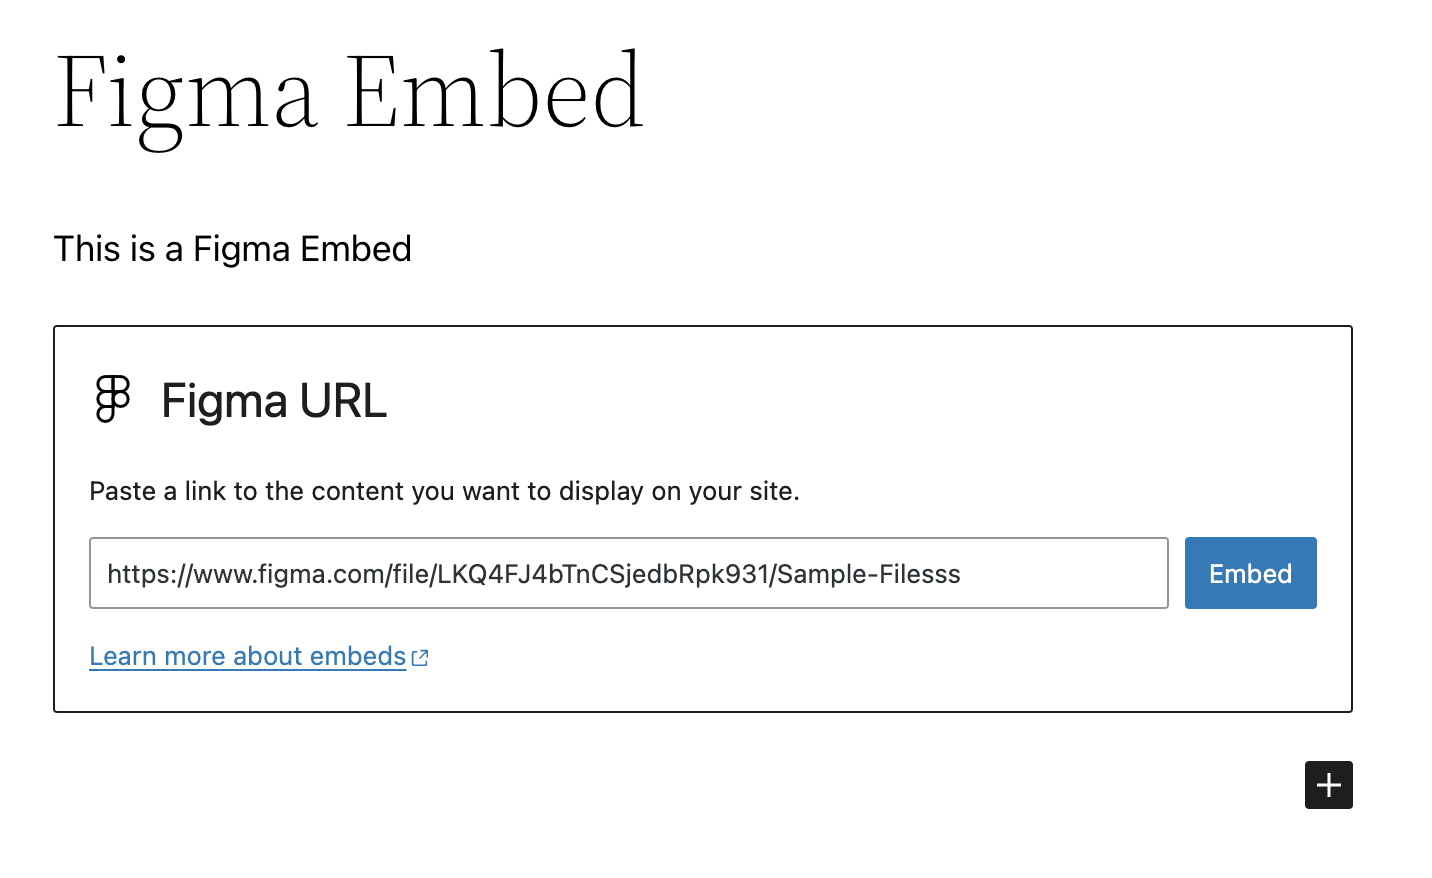 Figma Embed
This is a Figma Embed
Figma URL
Paste a link to the content you want to display on your site.
https://www.figma.com/file/LKQ4FJ4bTnCSjedbRpk931/Sample-Filesss
Embed
Learn more about embeds